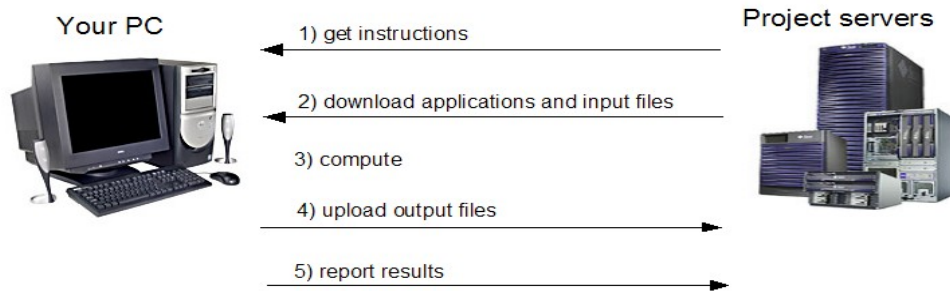 Your PC
Project servers
1) get instructions
2) download applications and input files
3) compute
4) upload output files
5) report results